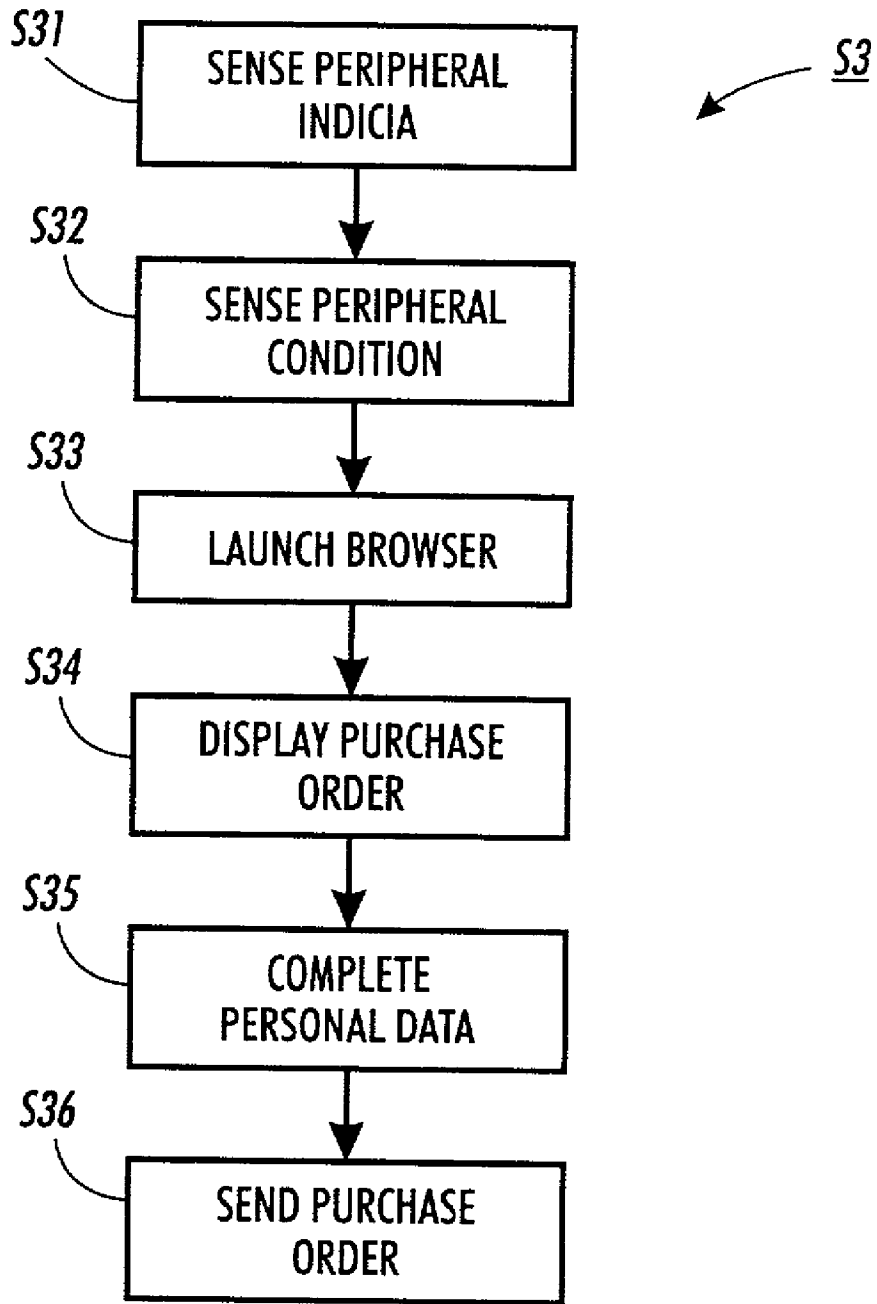 S31
SENSE PERIPHERAL
INDICIA
S3
S32
SENSE PERIPHERAL
CONDITION
S33
LAUNCH BROWSER
S34
DISPLAY PURCHASE
ORDER
S35
COMPLETE
PERSONAL DATA
S36
SEND PURCHASE
ORDER